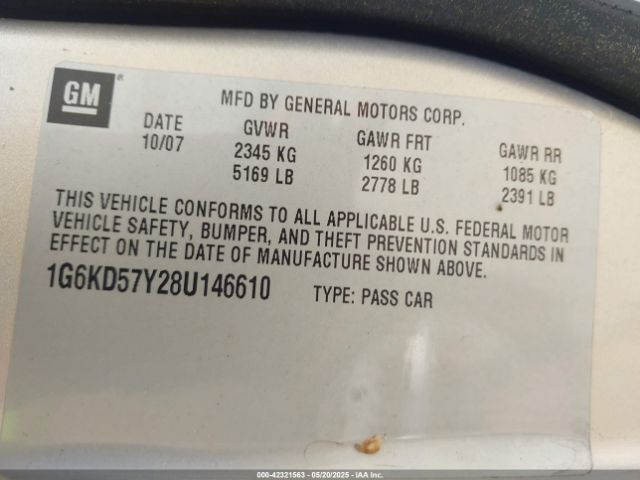 GM ®
MFD BY GENERAL MOTORS CORP.
DATE GVWR GAWR FRT GAWR RR
10/07 2345 KG 1260 KG 1085 KG
5169 LB 2778 LB 2391 LB
THIS VEHICLE CONFORMS TO ALL APPLICABLE U.S. FEDERAL MOTOR
VEHICLE SAFETY, BUMPER, AND THEFT PREVENTION STANDARDS IN
EFFECT ON THE DATE OF MANUFACTURE SHOWN ABOVE.
1G6KD57Y28U146610 TYPE: PASS CAR
000-42321563 - 05/20/2025 - IAAI.COM